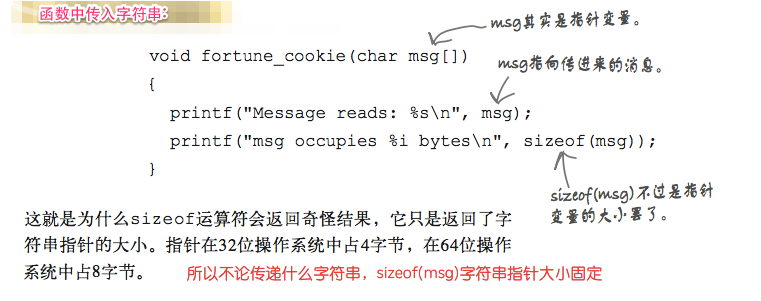 函数中传入字符串:
msg其实是指针变量。
void fortune_cookie(char msg[])
msg指向传进来的消息。
{
printf("Message reads: %s\n", msg);
printf("msg occupies %i bytes\n", sizeof(msg));
}
sizeof(msg)不过是指针
变量的大小罢了。
这就是为什么sizeof运算符会返回奇怪结果，它只是返回了字
符串指针的大小。指针在32位操作系统中占4字节，在64位操
作系统中占8字节。
所以不论传递什么字符串，sizeof(msg)字符串指针大小固定